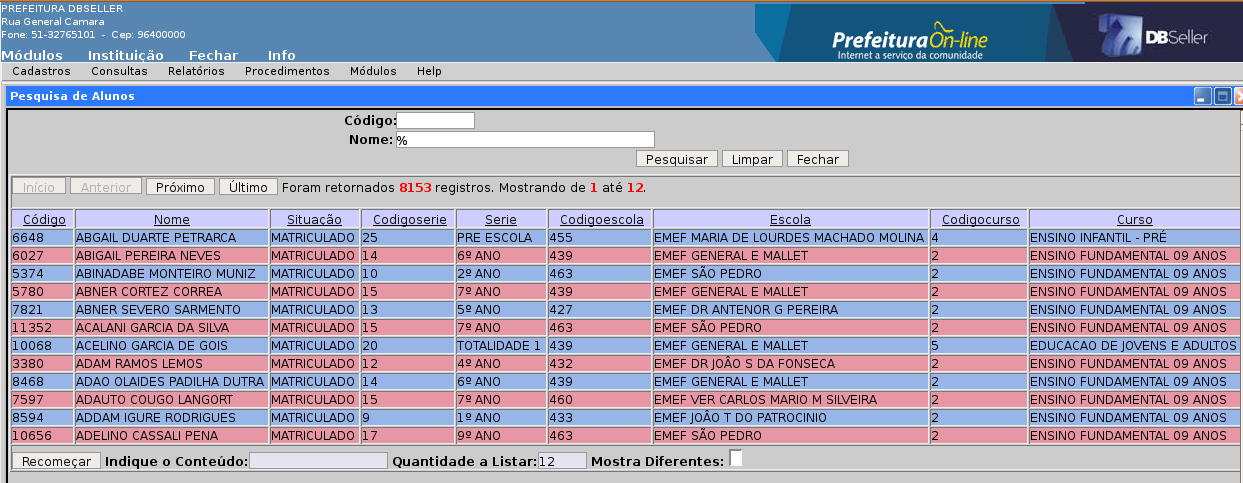 PREFEITURA DBSELLER
Rua General Camara
Fone: 51-32765101 - Cep: 96400000
PrefeituraOn-line
Internet a serviço da comunidade
DBSeller
Módulos Instituição Fechar Info
Cadastros Consultas Relatórios Procedimentos Módulos Help
Pesquisa de Alunos
Código:
Nome: %
Pesquisar Limpar Fechar
Início Anterior Próximo Último Foram retornados 8153 registros. Mostrando de 1 até 12.
Código Nome Situação Codigoserie Serie Codigoescola Escola Codigocurso Curso
6648 ABGAIL DUARTE PETRARCA MATRICULADO 25 PRE ESCOLA 455 EMEF MARIA DE LOURDES MACHADO MOLINA 4 ENSINO INFANTIL - PRÉ
6027 ABIGAIL PEREIRA NEVES MATRICULADO 14 6º ANO 439 EMEF GENERAL E MALLET 2 ENSINO FUNDAMENTAL 09 ANOS
5374 ABINADABE MONTEIRO MUNIZ MATRICULADO 10 2º ANO 463 EMEF SÃO PEDRO 2 ENSINO FUNDAMENTAL 09 ANOS
5780 ABNER CORTEZ CORREA MATRICULADO 15 7º ANO 439 EMEF GENERAL E MALLET 2 ENSINO FUNDAMENTAL 09 ANOS
7821 ABNER SEVERO SARMENTO MATRICULADO 13 5º ANO 427 EMEF DR ANTENOR G PEREIRA 2 ENSINO FUNDAMENTAL 09 ANOS
11352 ACALANI GARCIA DA SILVA MATRICULADO 15 7º ANO 463 EMEF SÃO PEDRO 2 ENSINO FUNDAMENTAL 09 ANOS
10068 ACELINO GARCIA DE GOIS MATRICULADO 20 TOTALIDADE 1 439 EMEF GENERAL E MALLET 5 EDUCACAO DE JOVENS E ADULTOS
3380 ADAM RAMOS LEMOS MATRICULADO 12 4º ANO 432 EMEF DR JOÂO S DA FONSECA 2 ENSINO FUNDAMENTAL 09 ANOS
8468 ADAO OLAIDES PADILHA DUTRA MATRICULADO 14 6º ANO 439 EMEF GENERAL E MALLET 2 ENSINO FUNDAMENTAL 09 ANOS
7597 ADAUTO COUGO LANGORT MATRICULADO 15 7º ANO 460 EMEF VER CARLOS MARIO M SILVEIRA 2 ENSINO FUNDAMENTAL 09 ANOS
8594 ADDAM IGURE RODRIGUES MATRICULADO 9 1º ANO 433 EMEF JOÂO T DO PATROCINIO 2 ENSINO FUNDAMENTAL 09 ANOS
10656 ADELINO CASSALI PENA MATRICULADO 17 9º ANO 463 EMEF SÃO PEDRO 2 ENSINO FUNDAMENTAL 09 ANOS
Recomeçar Indique o Conteúdo: Quantidade a Listar: 12 Mostra Diferentes: